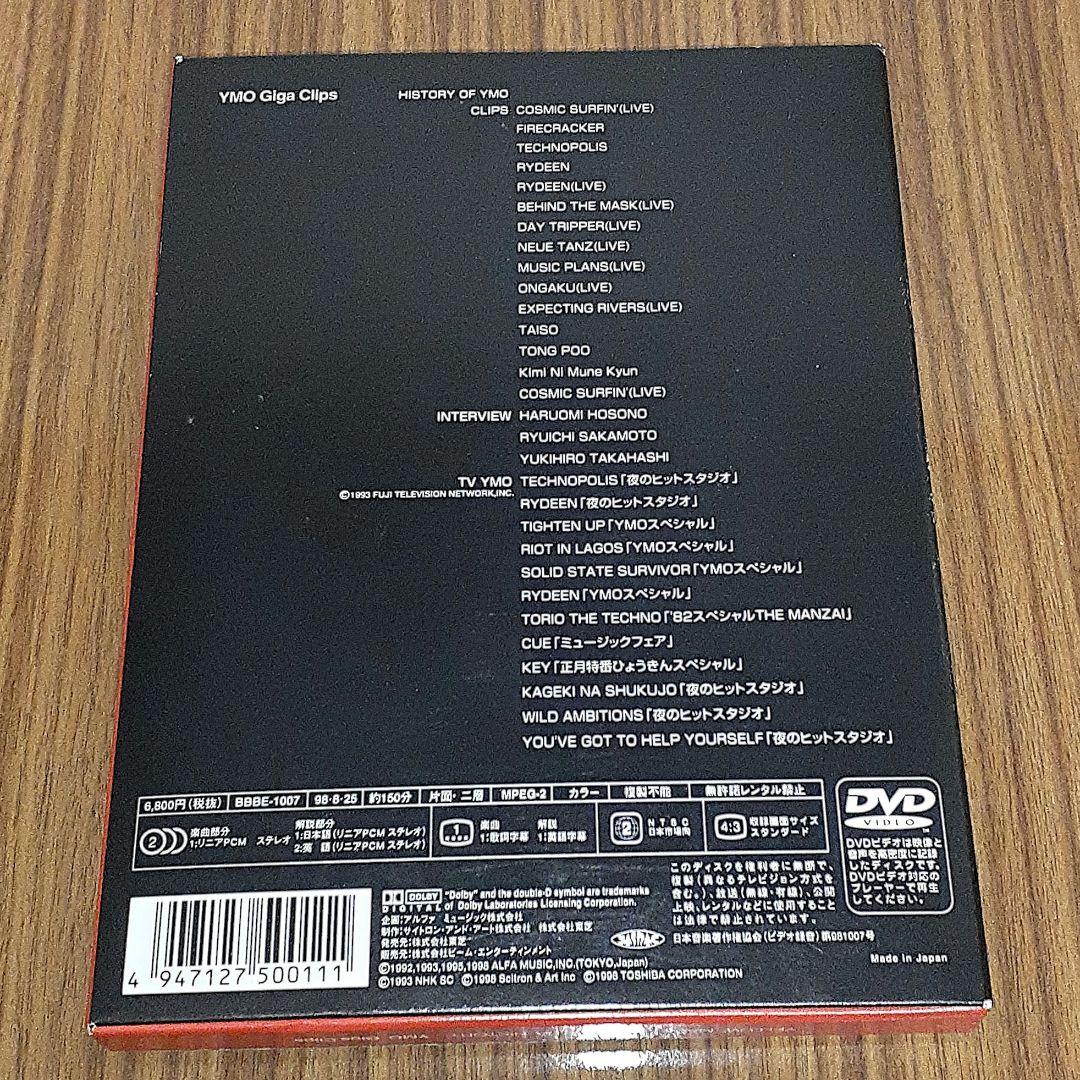 YMO Giga Clips
HISTORY OF YMO
CLIPS COSMIC SURFIN'(LIVE)
FIRECRACKER
TECHNOPOLIS
RYDEEN
RYDEEN(LIVE)
BEHIND THE MASK(LIVE)
DAY TRIPPER(LIVE)
NEUE TANZ(LIVE)
MUSIC PLANS(LIVE)
ONGAKU(LIVE)
EXPECTING RIVERS(LIVE)
TAISO
TONG POO
Kimi Ni Mune Kyun
COSMIC SURFIN'(LIVE)
INTERVIEW HARUOMI HOSONO
RYUICHI SAKAMOTO
YUKIHIRO TAKAHASHI
TV YMO TECHNOPOLIS「夜のヒットスタジオ」
©1993 FUJI TELEVISION NETWORK,INC.
RYDEEN「夜のヒットスタジオ」
TIGHTEN UP「YMOスペシャル」
RIOT IN LAGOS「YMOスペシャル」
SOLID STATE SURVIVOR「YMOスペシャル」
RYDEEN「YMOスペシャル」
TORIO THE TECHNO「'82スペシャルTHE MANZAI」
CUE「ミュージックフェア」
KEY「正月特番ひょうきんスペシャル」
KAGEKI NA SHUKUJO「夜のヒットスタジオ」
WILD AMBITIONS「夜のヒットスタジオ」
YOU'VE GOT TO HELP YOURSELF「夜のヒットスタジオ」
6,800円(税抜) BBBE-1007 98・8・25 約150分 片面・二層 MPEG-2 カラー 複製不能 無許諾レンタル禁止
2 楽曲部分 1:リニアPCM ステレオ
解説部分 1:日本語(リニアPCM ステレオ)
2:英 語(リニアPCM ステレオ)
1 楽曲 1:歌詞字幕
解説 1:英語字幕
2 NTSC 日本市場向
4:3 収録画面サイズ スタンダード
DVD
VIDEO
DVDビデオは映像と
音声を高密度に記録
したディスクです。
DVDビデオ対応の
プレーヤーで再生
してください。
DOLBY
DIGITAL
"Dolby" and the double-D symbol are trademarks
of Dolby Laboratories Licensing Corporation.
企画:アルファ ミュージック株式会社
制作:サイトロン・アンド・アート株式会社 株式会社東芝
発売元:株式会社東芝
販売元:株式会社ビーム・エンターティンメント
©1992,1993,1995,1998 ALFA MUSIC,INC.(TOKYO,Japan)
©1993 NHK SC ©1998 Scitron & Art Inc ©1998 TOSHIBA CORPORATION
このディスクを権利者に無断で、
複製(異なるテレビジョン方式を
含む。)、放送(無線・有線)、公開
上映、レンタルなどに使用すること
は法律で禁止されています。
日本音楽著作権協会(ビデオ録音)第981007号
Made in Japan
4 947127 500111